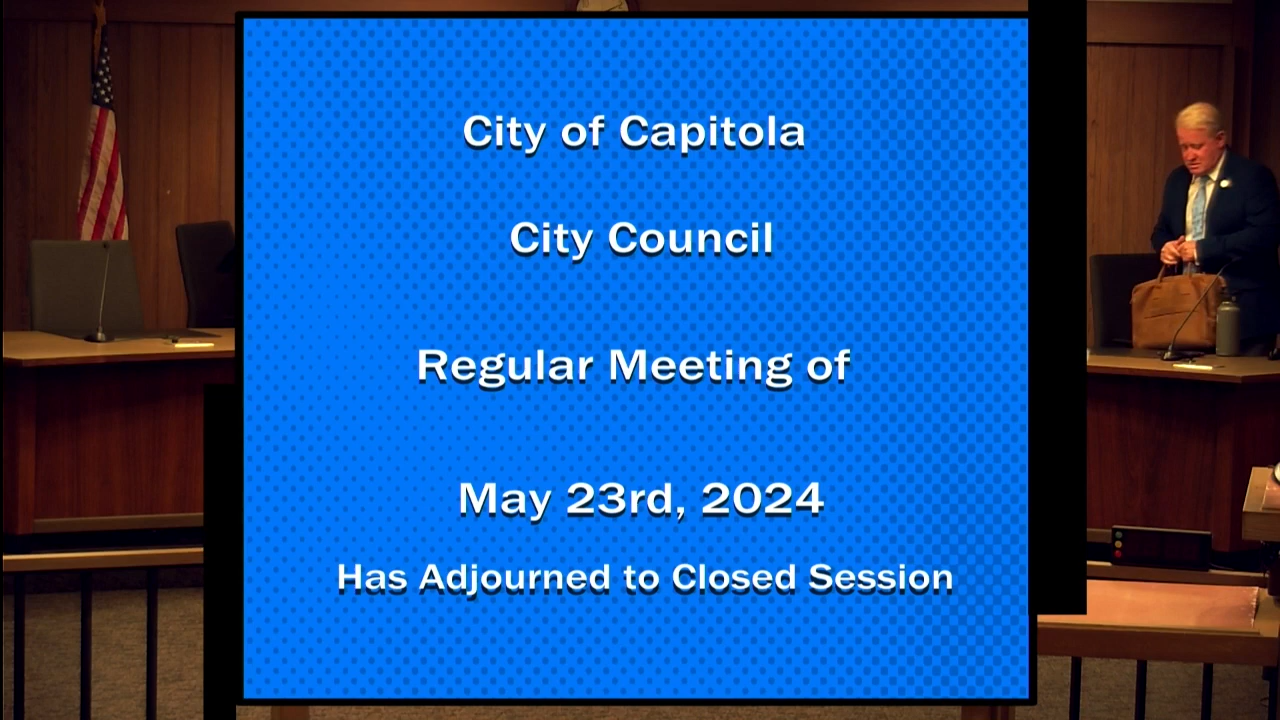 City of Capitola
City Council
Regular Meeting of
May 23rd, 2024
Has Adjourned to Closed Session